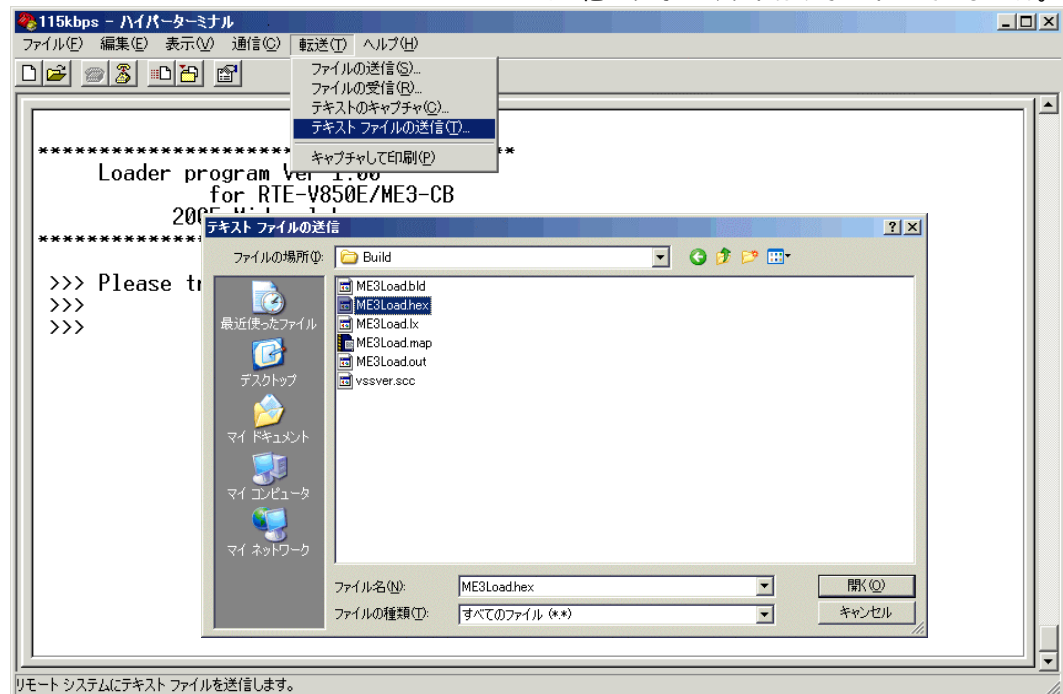 115kbps - ハイパーターミナル
ファイル(F) 編集(E) 表示(V) 通信(C) 転送(T) ヘルプ(H)
ファイルの送信(S)...
ファイルの受信(R)...
テキストのキャプチャ(C)...
テキスト ファイルの送信(T)...
キャプチャして印刷(P)
Loader program Ver 1.00
for RTE-V850E/ME3-CB
>>> Please
>>>
>>>
テキスト ファイルの送信
ファイルの場所(I):
Build
最近使ったファイル
デスクトップ
マイ ドキュメント
マイ コンピュータ
マイ ネットワーク
ME3Load.bld
ME3Load.hex
ME3Load.lx
ME3Load.map
ME3Load.out
vssver.scc
ファイル名(N):
ME3Load.hex
開く(O)
ファイルの種類(T):
すべてのファイル (*.*)
キャンセル
リモート システムにテキスト ファイルを送信します。